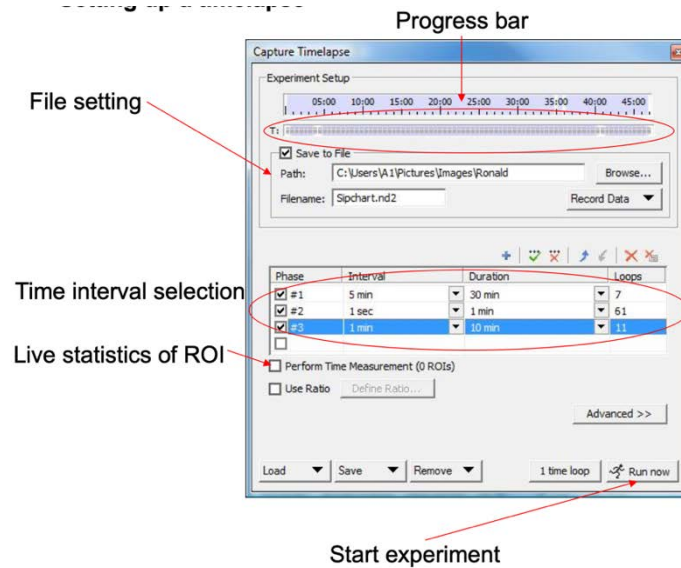 Setting up a timelapse
Progress bar
Capture Timelapse
Experiment Setup
File setting
05:00 10:00 15:00 20:00 25:00 30:00 35:00 40:00 45:00
T:
Save to File
Path: C:\Users\A1\Pictures\Images\Ronald Browse...
Filename: Sipchart.nd2 Record Data
Phase Interval Duration Loops
Time interval selection
#1 5 min 30 min 7
#2 1 sec 1 min 61
#3 1 min 10 min 11
Live statistics of ROI
Perform Time Measurement (0 ROIs)
Use Ratio Define Ratio...
Advanced >>
Load Save Remove 1 time loop Run now
Start experiment